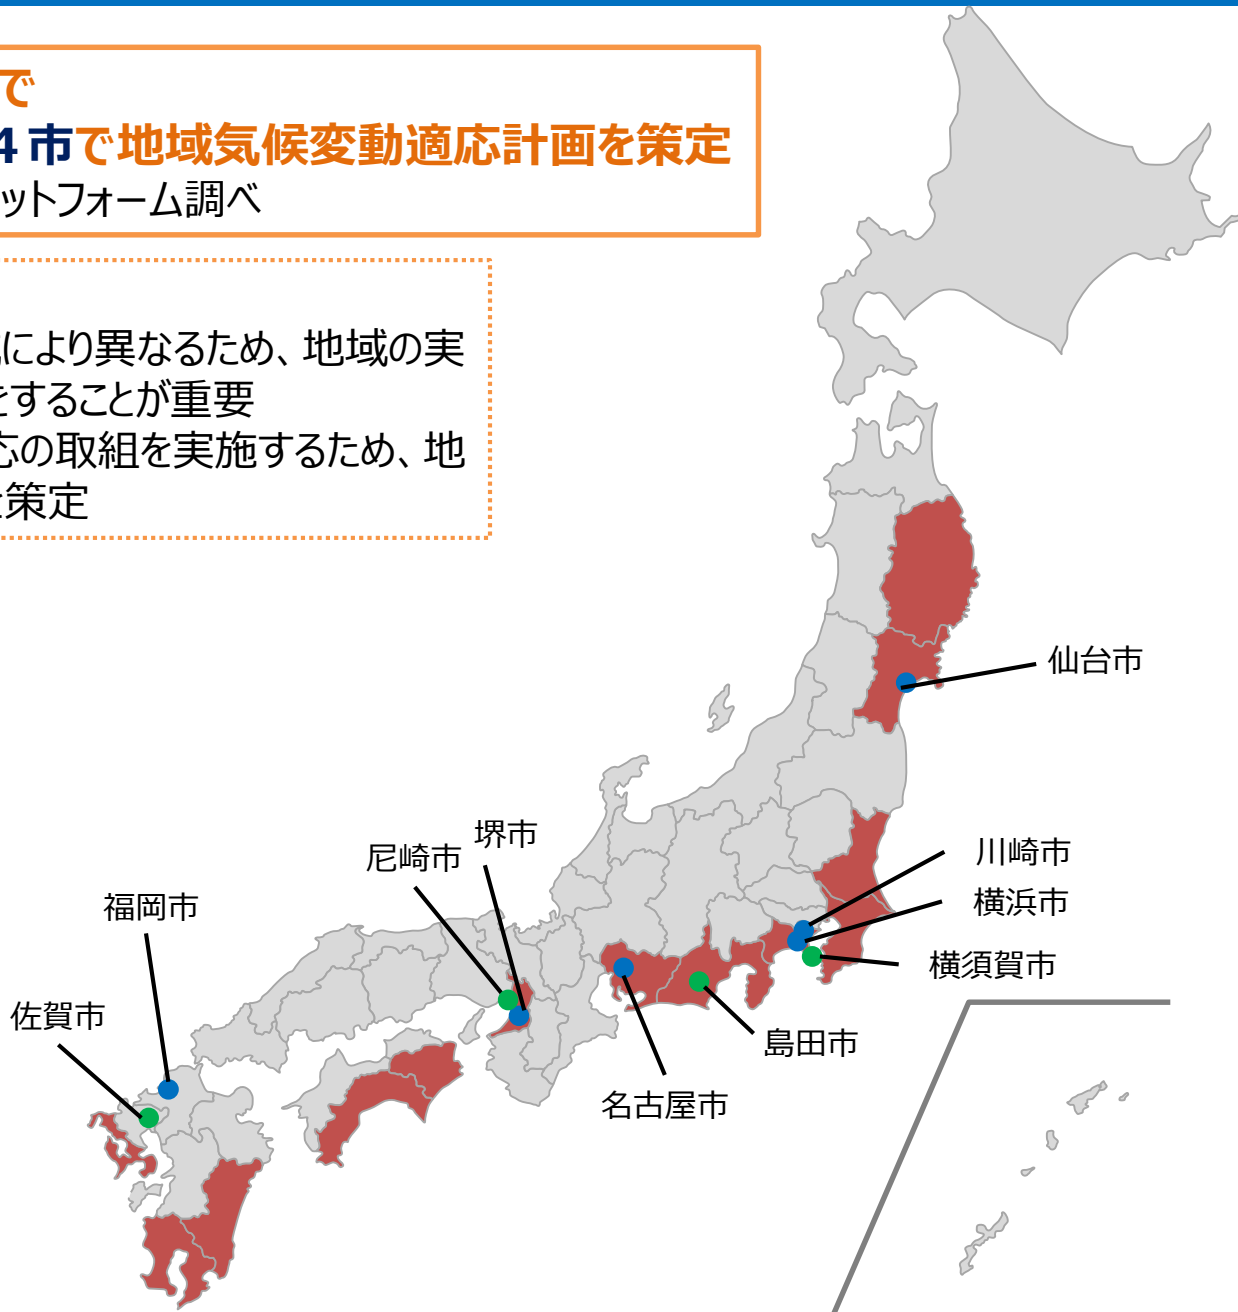 で
4市で地域気候変動適応計画を策定
ットフォーム調べ
により異なるため、地域の実
をすることが重要
応の取組を実施するため、地
策定
仙台市
堺市
尼崎市
川崎市
福岡市
横浜市
横須賀市
佐賀市
島田市
名古屋市